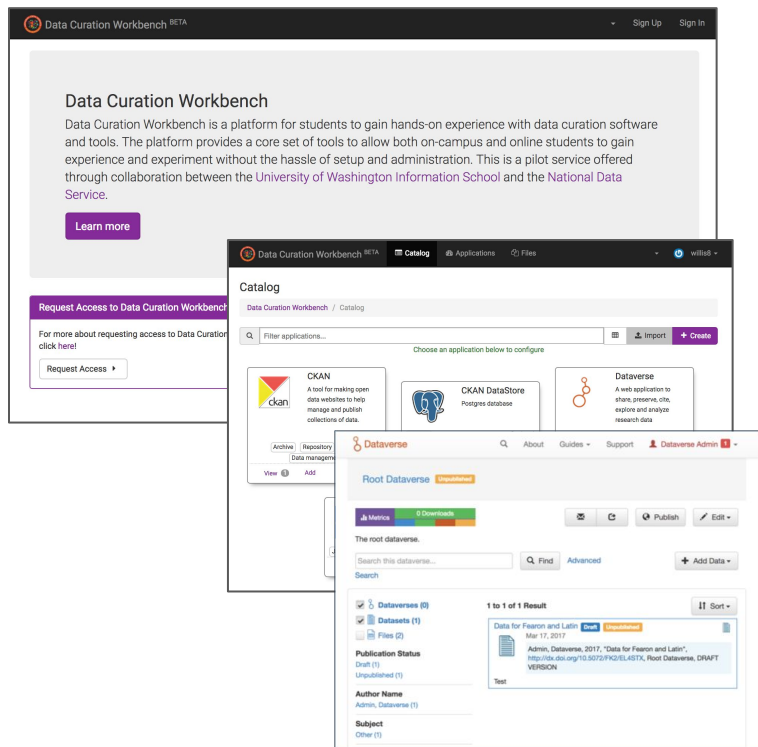 Data Curation Workbench BETA
Sign Up Sign In
Data Curation Workbench
Data Curation Workbench is a platform for students to gain hands-on experience with data curation software
and tools. The platform provides a core set of tools to allow both on-campus and online students to gain
experience and experiment without the hassle of setup and administration. This is a pilot service offered
through collaboration between the University of Washington Information School and the National Data
Service.
Learn more
Request Access to Data Curation Workbench
For more about requesting access to Data Curation
click here!
Request Access
Data Curation Workbench BETA Catalog Applications Files willis8
Catalog
Data Curation Workbench / Catalog
Filter applications... Import + Create
Choose an application below to configure
ckan
CKAN
A tool for making open
data websites to help
manage and publish
collections of data.
Archive Repository
Data manageme
View 1 Add
CKAN DataStore
Postgres database
Dataverse
A web application to
share, preserve, cite,
explore and analyze
research data
Dataverse About Guides Support Dataverse Admin 1
Root Dataverse Unpublished
Metrics 0 Downloads Publish Edit
The root dataverse.
Search this dataverse... Find Advanced + Add Data
Search
Dataverses (0)
Datasets (1)
Files (2)
Publication Status
Draft (1)
Unpublished (1)
Author Name
Admin, Dataverse (1)
Subject
Other (1)
1 to 1 of 1 Result Sort
Data for Fearon and Latin Draft Unpublished
Mar 17, 2017
Admin, Dataverse, 2017, "Data for Fearon and Latin",
http://dx.doi.org/10.5072/FK2/EL4STX, Root Dataverse, DRAFT
VERSION
Test